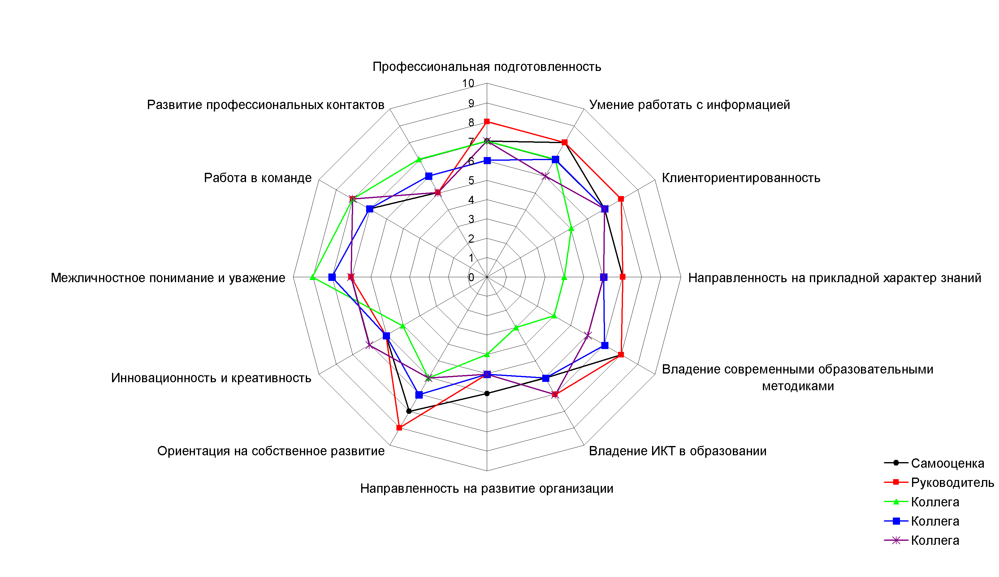 Профессиональная подготовленность
Умение работать с информацией
Клиенториентированность
Направленность на прикладной характер знаний
Владение современными образовательными
методиками
Владение ИКТ в образовании
Направленность на развитие организации
Ориентация на собственное развитие
Инновационность и креативность
Межличностное понимание и уважение
Работа в команде
Развитие профессиональных контактов
10
9
8
7
6
5
4
3
2
1
0
Самооценка
Руководитель
Коллега
Коллега
Коллега